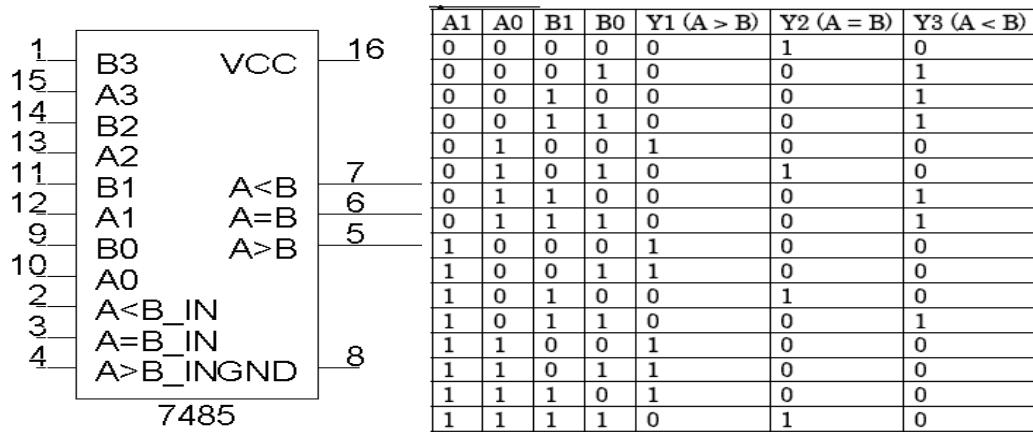 1 B3 VCC 16
15 A3
14 B2
13 A2
11 B1 A<B 7
12 A1 A=B 6
9 B0 A>B 5
10 A0
2 A<B_IN
3 A=B_IN
4 A>B_IN GND 8
7485
A1 A0 B1 B0 Y1 (A > B) Y2 (A = B) Y3 (A < B)
0 0 0 0 0 1 0
0 0 0 1 0 0 1
0 0 1 0 0 0 1
0 0 1 1 0 0 1
0 1 0 0 1 0 0
0 1 0 1 0 1 0
0 1 1 0 0 0 1
0 1 1 1 0 0 1
1 0 0 0 1 0 0
1 0 0 1 1 0 0
1 0 1 0 0 1 0
1 0 1 1 0 0 1
1 1 0 0 1 0 0
1 1 0 1 1 0 0
1 1 1 0 1 0 0
1 1 1 1 0 1 0